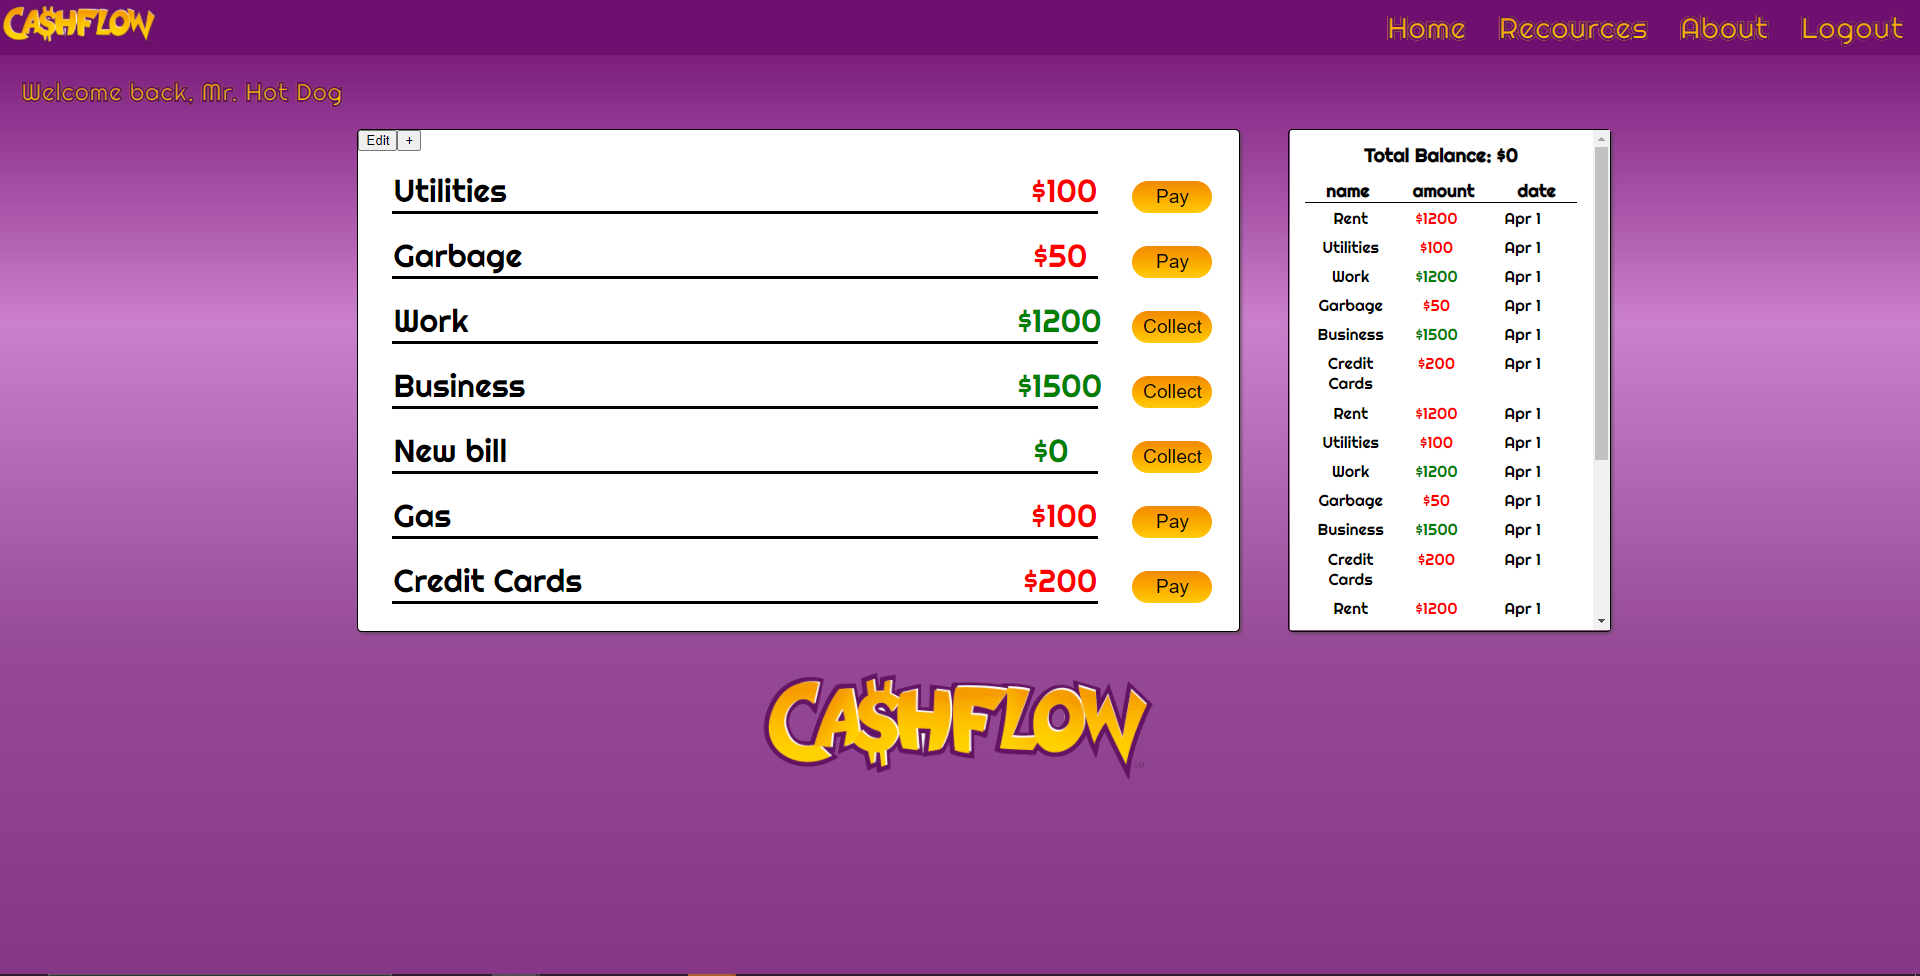 CA$HFLOW
Home Recources About Logout
Welcome back, Mr. Hot Dog
Edit +
Utilities $100 Pay
Garbage $50 Pay
Work $1200 Collect
Business $1500 Collect
New bill $0 Collect
Gas $100 Pay
Credit Cards $200 Pay
Total Balance: $0
name amount date
Rent $1200 Apr 1
Utilities $100 Apr 1
Work $1200 Apr 1
Garbage $50 Apr 1
Business $1500 Apr 1
Credit $200 Apr 1
Cards
Rent $1200 Apr 1
Utilities $100 Apr 1
Work $1200 Apr 1
Garbage $50 Apr 1
Business $1500 Apr 1
Credit $200 Apr 1
Cards
Rent $1200 Apr 1
CA$HFLOW